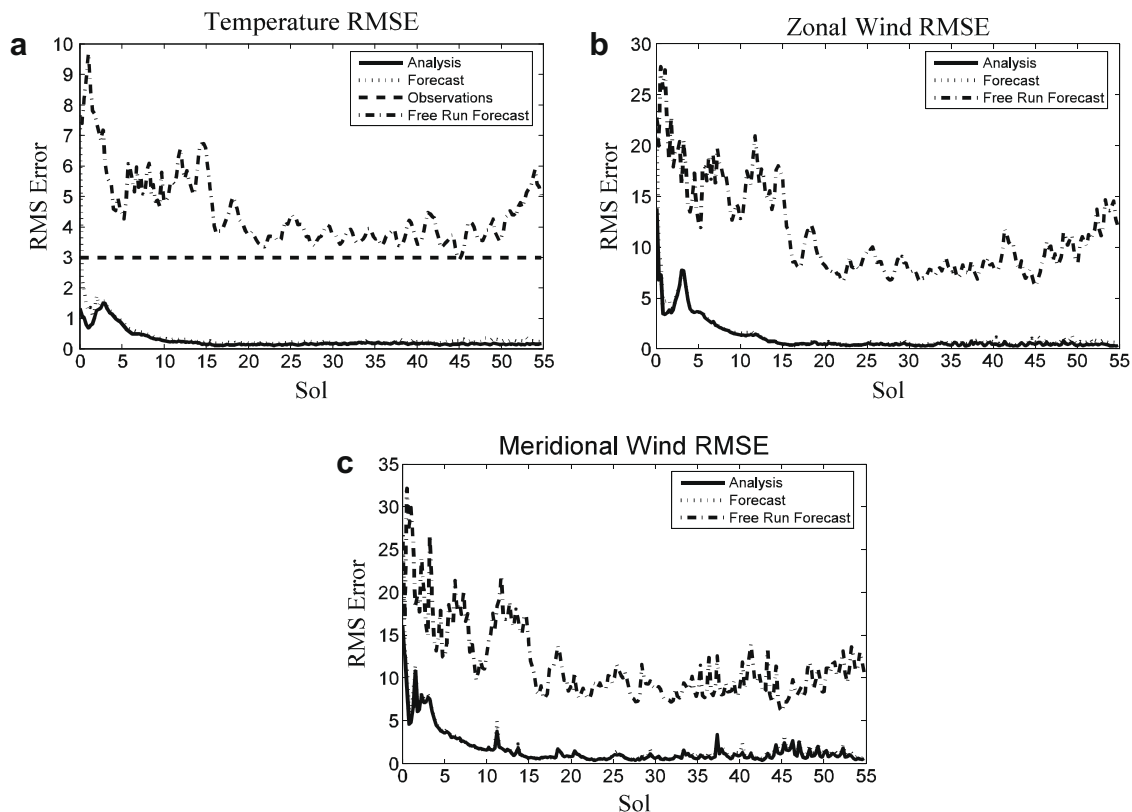 a
Temperature RMSE
10
9
8
7
6
5
4
3
2
1
0
RMS Error
Analysis
Forecast
Observations
Free Run Forecast
0 5 10 15 20 25 30 35 40 45 50 55
Sol
b
Zonal Wind RMSE
30
25
20
15
10
5
0
RMS Error
Analysis
Forecast
Free Run Forecast
0 5 10 15 20 25 30 35 40 45 50 55
Sol
c
Meridional Wind RMSE
35
30
25
20
15
10
5
0
RMS Error
Analysis
Forecast
Free Run Forecast
0 5 10 15 20 25 30 35 40 45 50 55
Sol